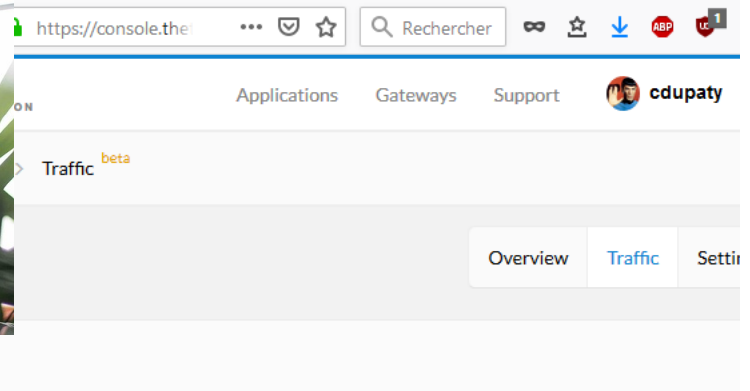 https://console.the
Rechercher
ABP
1
ON
Applications Gateways Support cdupaty
> Traffic beta
Overview Traffic Settin